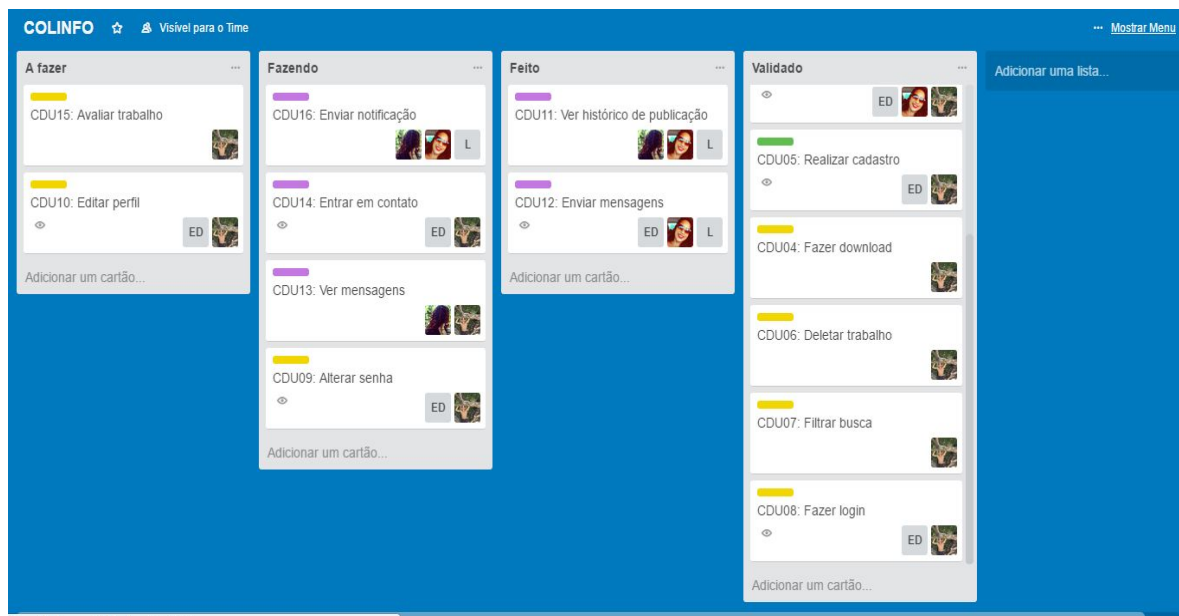 COLINFO
Visível para o Time
Mostrar Menu
A fazer
CDU15: Avaliar trabalho
CDU10: Editar perfil
ED
Adicionar um cartão...
Fazendo
CDU16: Enviar notificação
L
CDU14: Entrar em contato
ED
CDU13: Ver mensagens
CDU09: Alterar senha
ED
Adicionar um cartão...
Feito
CDU11: Ver histórico de publicação
L
CDU12: Enviar mensagens
ED L
Adicionar um cartão...
Validado
ED
CDU05: Realizar cadastro
ED
CDU04: Fazer download
CDU06: Deletar trabalho
CDU07: Filtrar busca
CDU08: Fazer login
ED
Adicionar um cartão...
Adicionar uma lista...